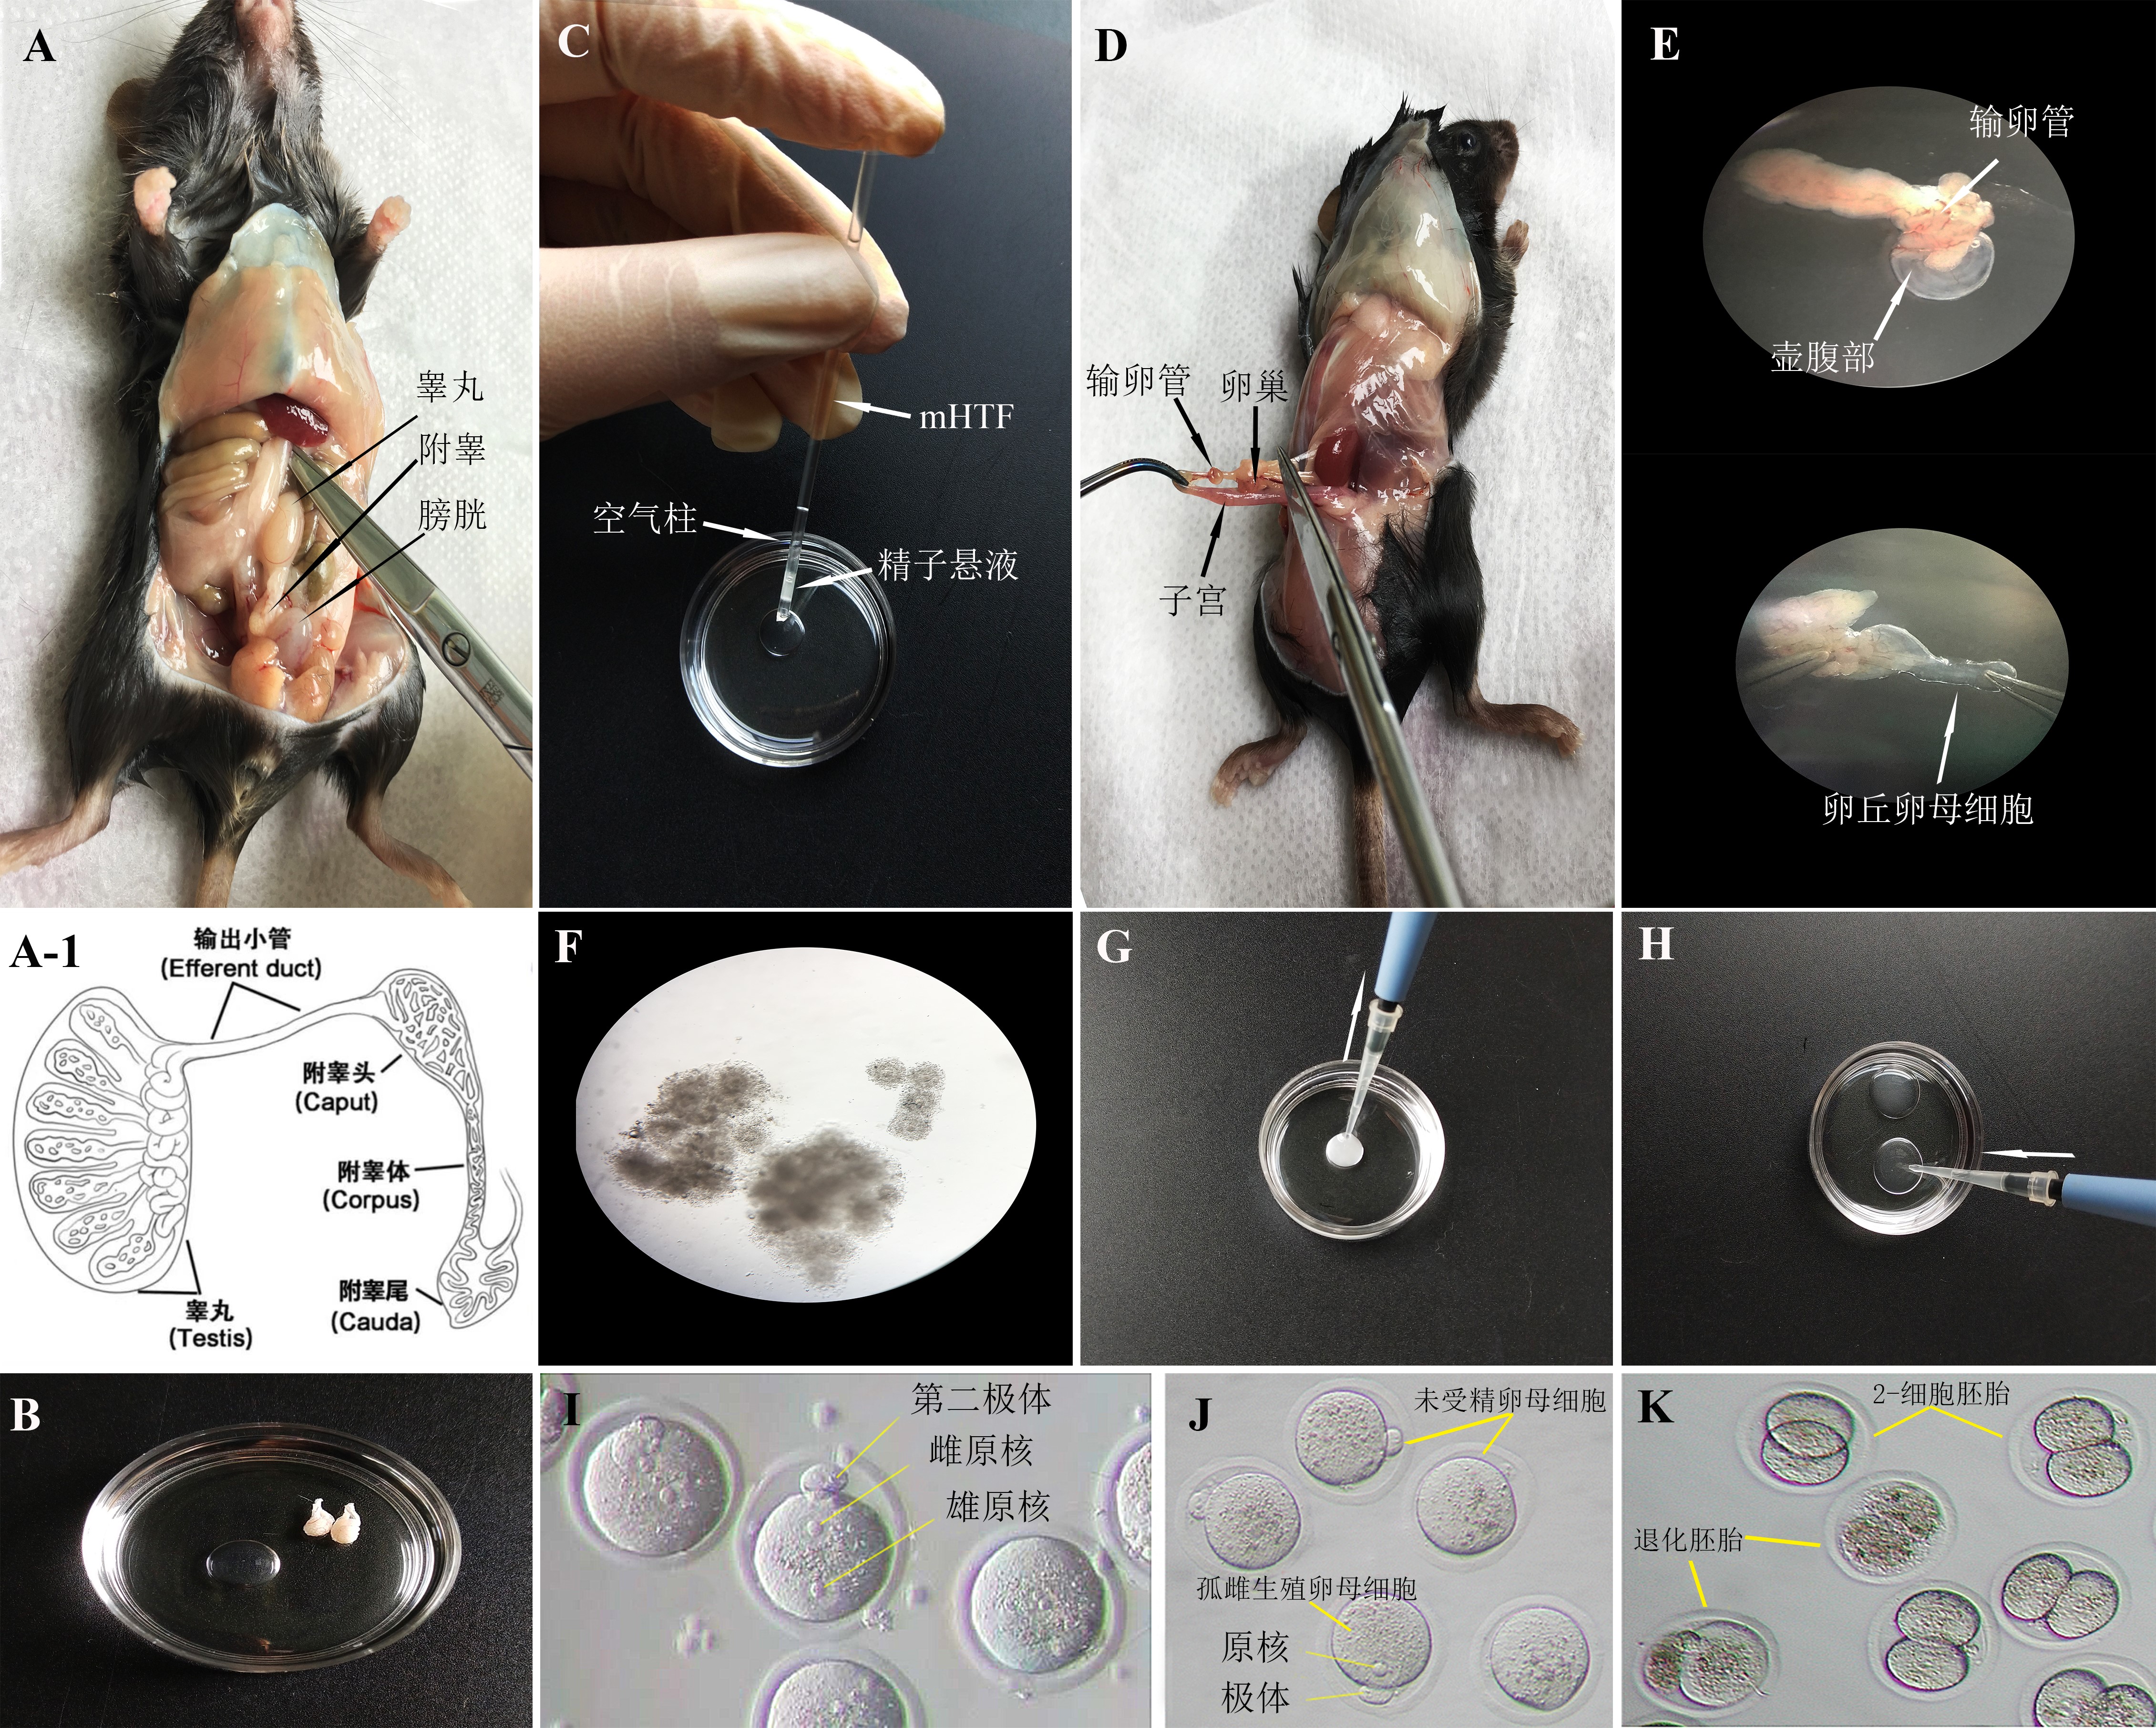 A
睾丸
附睾
膀胱
C
mHTF
空气柱
精子悬液
D
输卵管
卵巢
子宫
E
输卵管
壶腹部
卵丘卵母细胞
A-1
输出小管
(Efferent duct)
附睾头
(Caput)
附睾体
(Corpus)
附睾尾
(Cauda)
睾丸
(Testis)
F
G
H
B
I
第二极体
雌原核
雄原核
J
未受精卵母细胞
孤雌生殖卵母细胞
原核
极体
K
2-细胞胚胎
退化胚胎